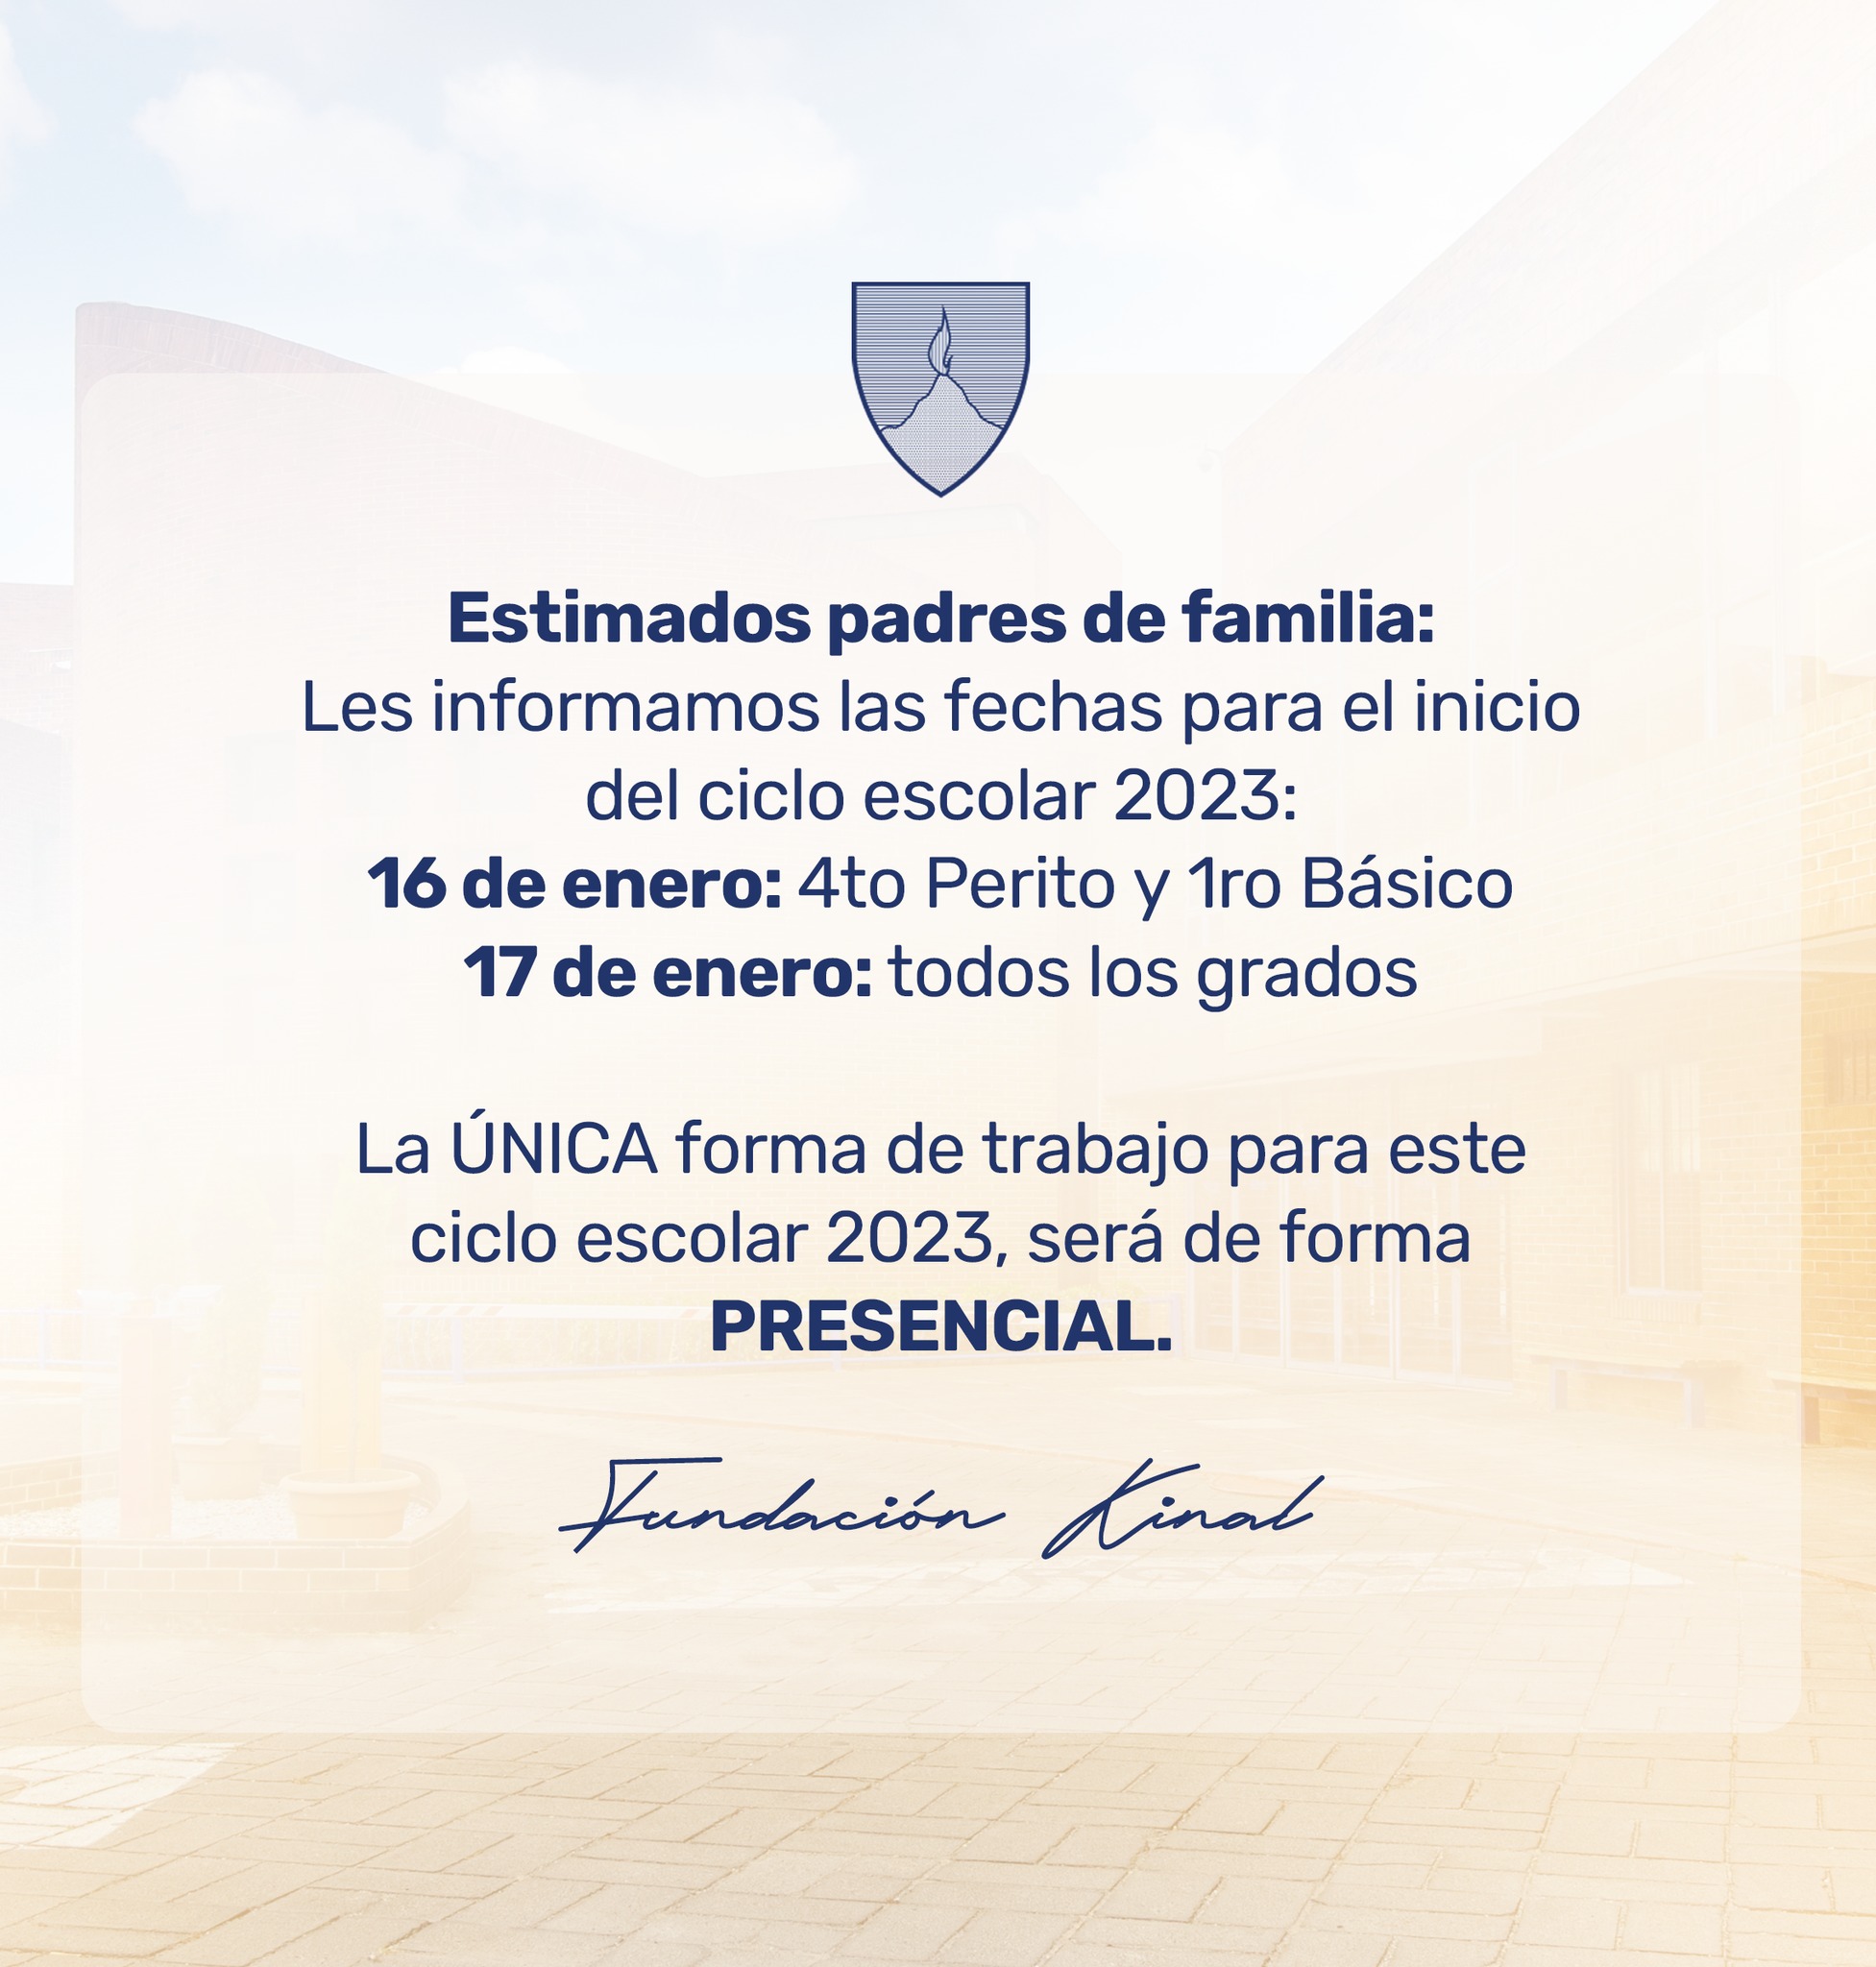 Estimados padres de familia:
Les informamos las fechas para el inicio
del ciclo escolar 2023:
16 de enero: 4to Perito y 1ro Básico
17 de enero: todos los grados
La ÚNICA forma de trabajo para este
ciclo escolar 2023, será de forma
PRESENCIAL.
Fundación Kinal